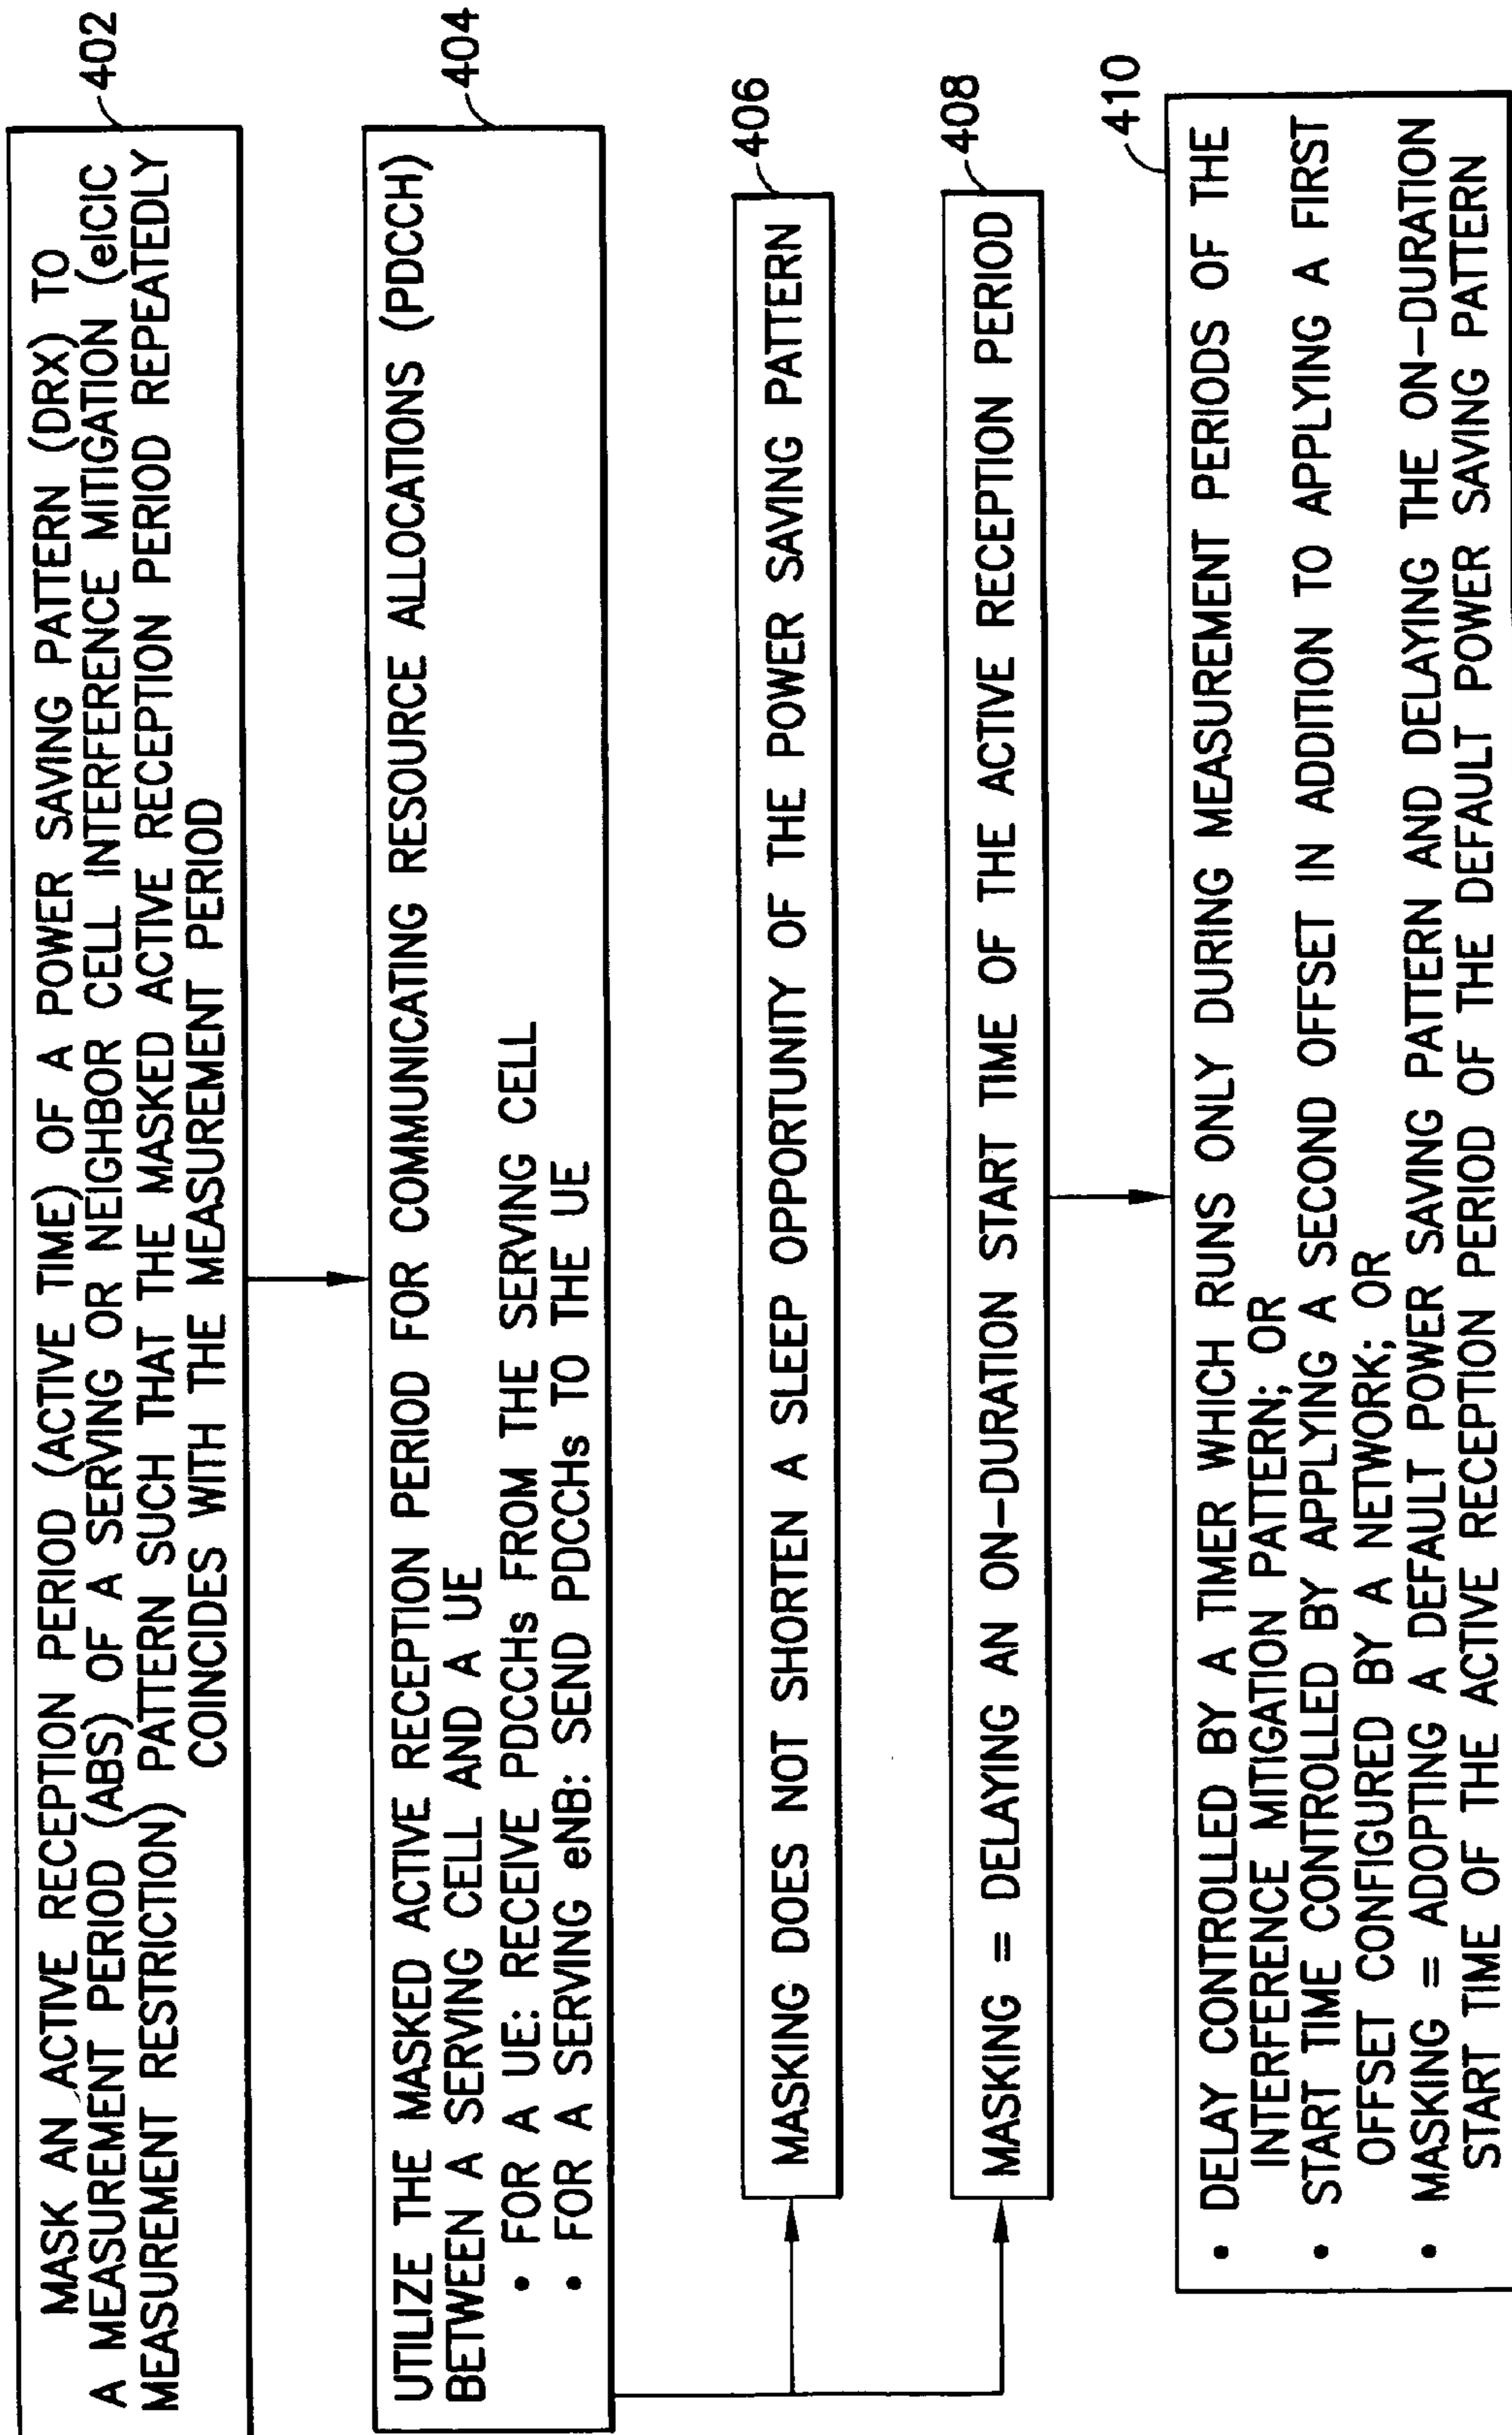 MASK AN ACTIVE RECEPTION PERIOD (ACTIVE TIME) OF A POWER SAVING PATTERN (DRX) TO
A MEASUREMENT PERIOD (ABS) OF A SERVING OR NEIGHBOR CELL INTERFERENCE MITIGATION (eICIC
MEASUREMENT RESTRICTION) PATTERN SUCH THAT THE MASKED ACTIVE RECEPTION PERIOD REPEATEDLY
COINCIDES WITH THE MEASUREMENT PERIOD
402
UTILIZE THE MASKED ACTIVE RECEPTION PERIOD FOR COMMUNICATING RESOURCE ALLOCATIONS (PDCCH)
BETWEEN A SERVING CELL AND A UE
• FOR A UE: RECEIVE PDCCHs FROM THE SERVING CELL
• FOR A SERVING eNB: SEND PDCCHs TO THE UE
404
MASKING DOES NOT SHORTEN A SLEEP OPPORTUNITY OF THE POWER SAVING PATTERN
406
MASKING = DELAYING AN ON-DURATION START TIME OF THE ACTIVE RECEPTION PERIOD
408
410
• DELAY CONTROLLED BY A TIMER WHICH RUNS ONLY DURING MEASUREMENT PERIODS OF THE
INTERFERENCE MITIGATION PATTERN; OR
• START TIME CONTROLLED BY APPLYING A SECOND OFFSET IN ADDITION TO APPLYING A FIRST
OFFSET CONFIGURED BY A NETWORK; OR
• MASKING = ADOPTING A DEFAULT POWER SAVING PATTERN AND DELAYING THE ON-DURATION
START TIME OF THE ACTIVE RECEPTION PERIOD OF THE DEFAULT POWER SAVING PATTERN